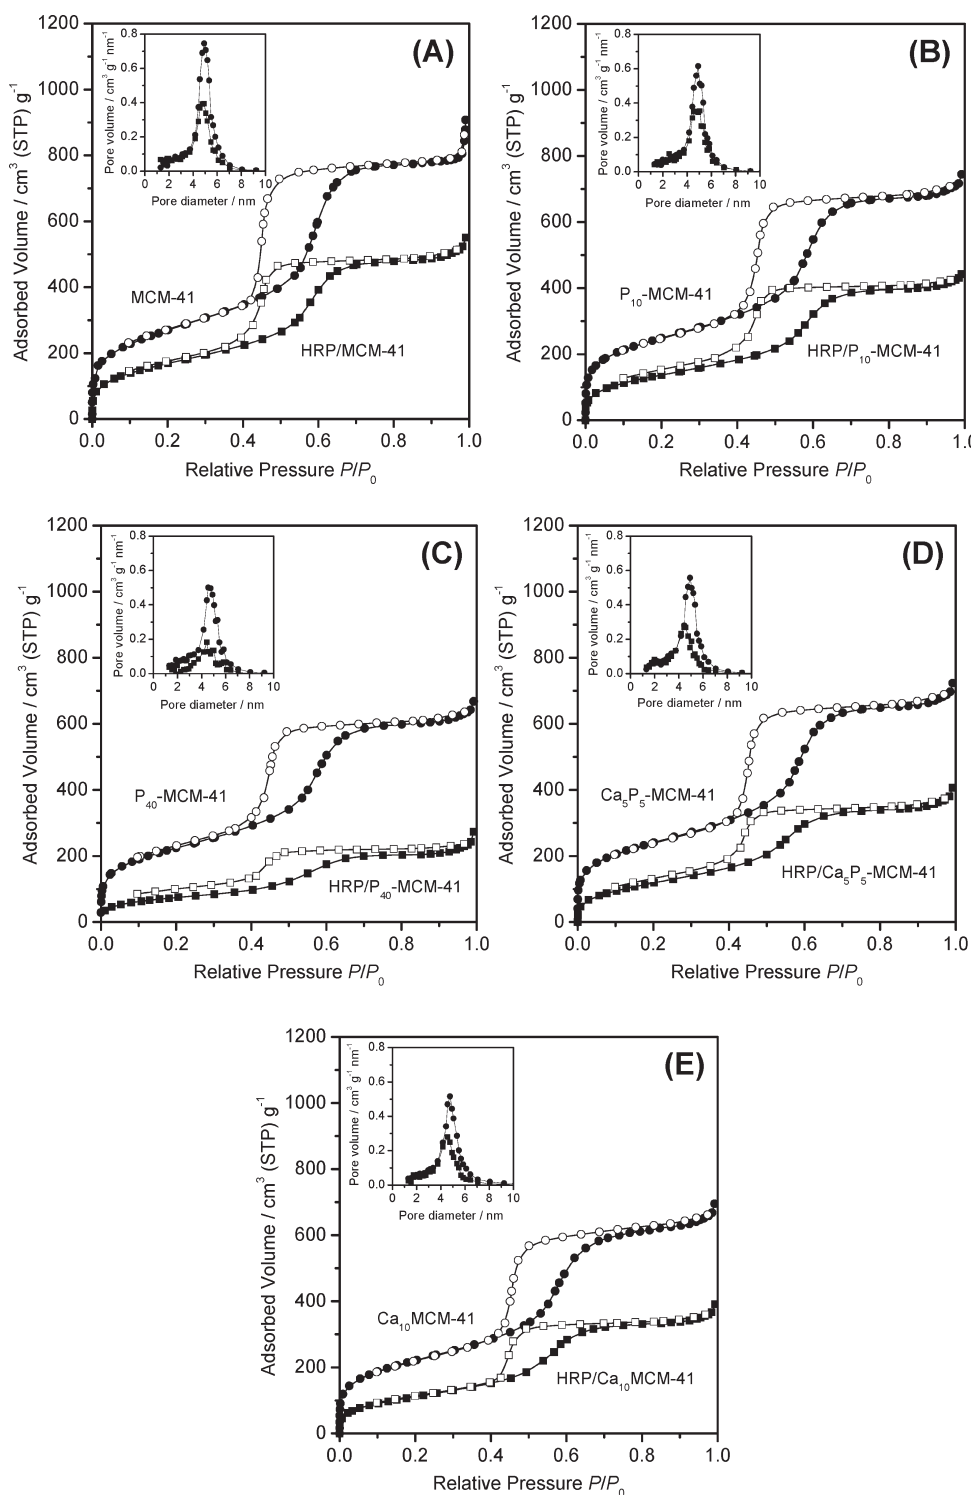 (A)
1200
1000
800
600
400
200
0
Adsorbed Volume / cm³ (STP) g⁻¹
0.8
0.6
0.4
0.2
0.0
Pore volume / cm³ g⁻¹ nm⁻¹
0 2 4 6 8 10
Pore diameter / nm
MCM-41
HRP/MCM-41
0.0 0.2 0.4 0.6 0.8 1.0
Relative Pressure P/P₀
(B)
1200
1000
800
600
400
200
0
Adsorbed Volume / cm³ (STP) g⁻¹
0.8
0.6
0.4
0.2
0.0
Pore volume / cm³ g⁻¹ nm⁻¹
0 2 4 6 8 10
Pore diameter / nm
P₁₀-MCM-41
HRP/P₁₀-MCM-41
0.0 0.2 0.4 0.6 0.8 1.0
Relative Pressure P/P₀
(C)
1200
1000
800
600
400
200
0
Adsorbed Volume / cm³ (STP) g⁻¹
0.8
0.6
0.4
0.2
0.0
Pore volume / cm³ g⁻¹ nm⁻¹
0 2 4 6 8 10
Pore diameter / nm
P₄₀-MCM-41
HRP/P₄₀-MCM-41
0.0 0.2 0.4 0.6 0.8 1.0
Relative Pressure P/P₀
(D)
1200
1000
800
600
400
200
0
Adsorbed Volume / cm³ (STP) g⁻¹
0.8
0.6
0.4
0.2
0.0
Pore volume / cm³ g⁻¹ nm⁻¹
0 2 4 6 8 10
Pore diameter / nm
Ca₅P₅-MCM-41
HRP/Ca₅P₅-MCM-41
0.0 0.2 0.4 0.6 0.8 1.0
Relative Pressure P/P₀
(E)
1200
1000
800
600
400
200
0
Adsorbed Volume / cm³ (STP) g⁻¹
0.8
0.6
0.4
0.2
0.0
Pore volume / cm³ g⁻¹ nm⁻¹
0 2 4 6 8 10
Pore diameter / nm
Ca₁₀MCM-41
HRP/Ca₁₀MCM-41
0.0 0.2 0.4 0.6 0.8 1.0
Relative Pressure P/P₀